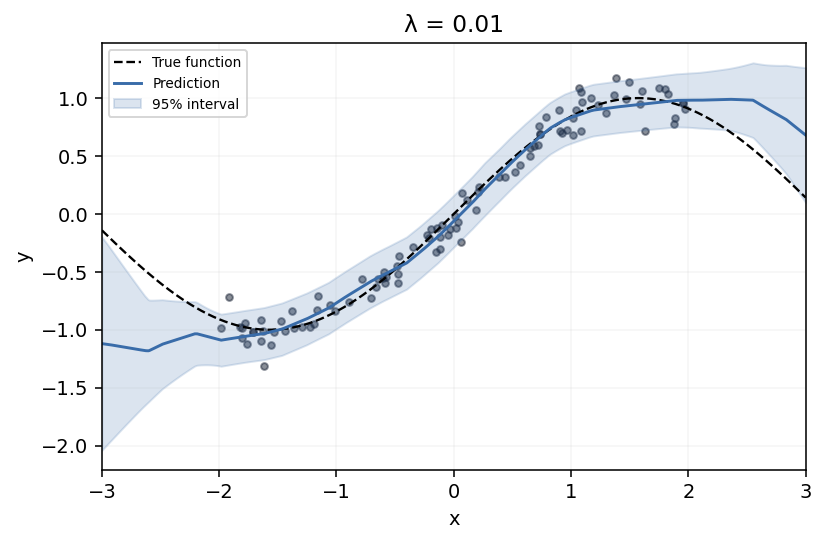 λ = 0.01
True function
Prediction
95% interval
y
1.0
0.5
0.0
−0.5
−1.0
−1.5
−2.0
−3
−2
−1
0
1
2
3
x